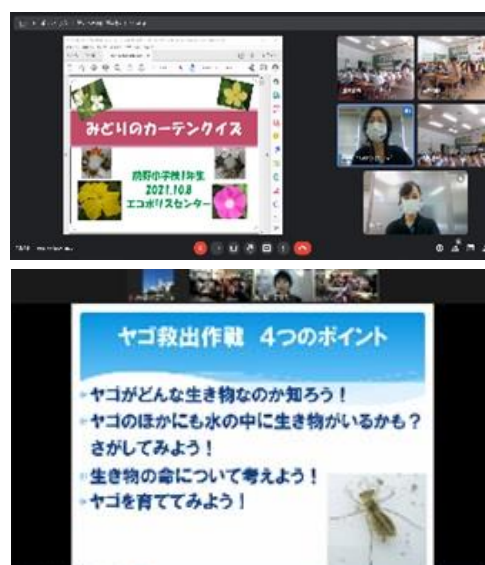 みどりのカーテンクイズ
前野小学校1年生
2021.10.8
エコポリスセンター
ヤゴ救出作戦 4つのポイント
ヤゴがどんな生き物なのか知ろう！
ヤゴのほかにも水の中に生き物がいるかも？
さがしてみよう！
生き物の命について考えよう！
ヤゴを育ててみよう！